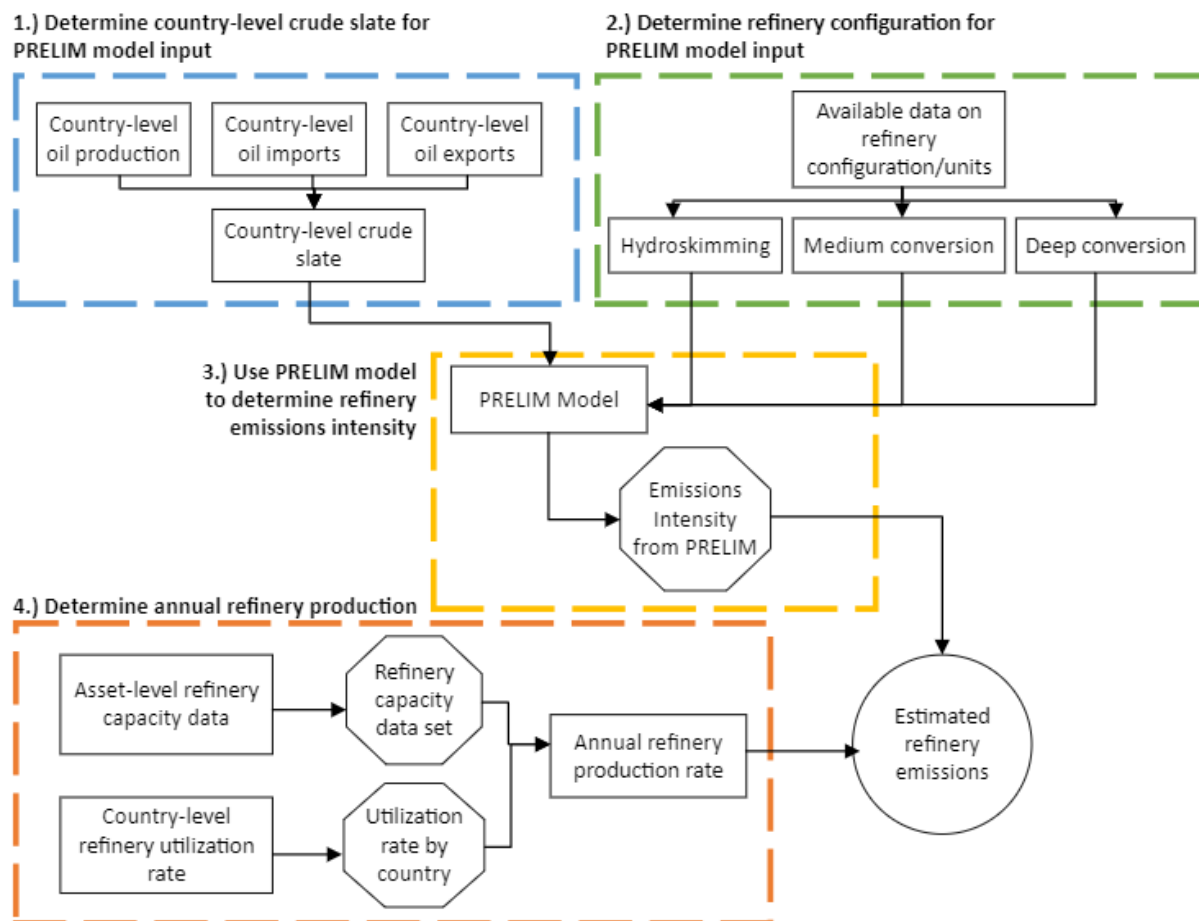 1.) Determine country-level crude slate for
PRELIM model input
Country-level
oil production
Country-level
oil imports
Country-level
oil exports
Country-level crude
slate
2.) Determine refinery configuration for
PRELIM model input
Available data on
refinery
configuration/units
Hydroskimming
Medium conversion
Deep conversion
3.) Use PRELIM model
to determine refinery
emissions intensity
PRELIM Model
Emissions
Intensity
from PRELIM
4.) Determine annual refinery production
Asset-level refinery
capacity data
Refinery
capacity
data set
Country-level
refinery utilization
rate
Utilization
rate by
country
Annual refinery
production rate
Estimated
refinery
emissions